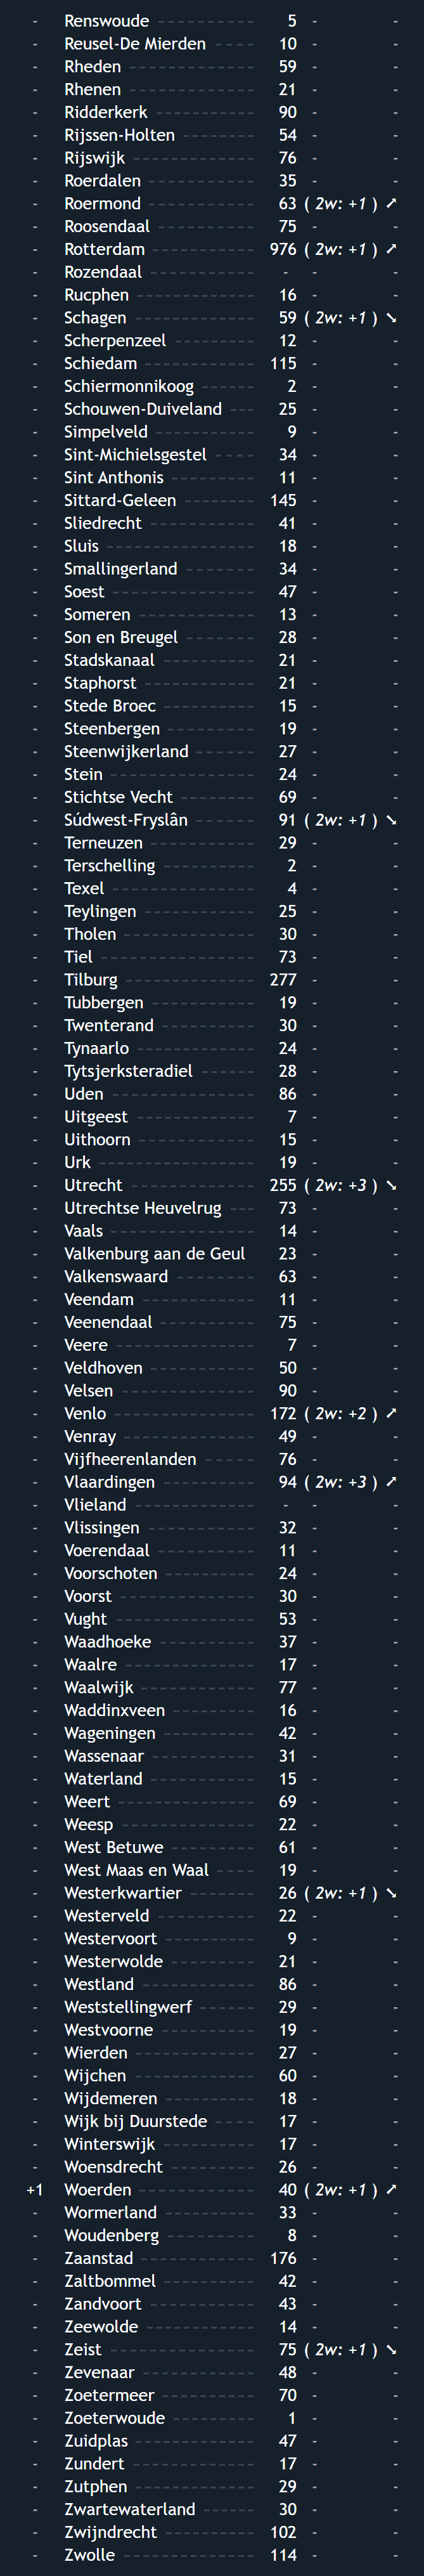 - Renswoude ----------- 5 - -
- Reusel-De Mierden ---- 10 - -
- Rheden -------------- 59 - -
- Rhenen -------------- 21 - -
- Ridderkerk ----------- 90 - -
- Rijssen-Holten -------- 54 - -
- Rijswijk -------------- 76 - -
- Roerdalen ------------ 35 - -
- Roermond ------------ 63 ( 2w: +1 ) ➚
- Roosendaal ----------- 75 - -
- Rotterdam ----------- 976 ( 2w: +1 ) ➚
- Rozendaal ------------ - - -
- Rucphen ------------- 16 - -
- Schagen ------------- 59 ( 2w: +1 ) ➘
- Scherpenzeel --------- 12 - -
- Schiedam ------------ 115 - -
- Schiermonnikoog ------ 2 - -
- Schouwen-Duiveland --- 25 - -
- Simpelveld ----------- 9 - -
- Sint-Michielsgestel ---- 34 - -
- Sint Anthonis --------- 11 - -
- Sittard-Geleen -------- 145 - -
- Sliedrecht ------------ 41 - -
- Sluis ---------------- 18 - -
- Smallingerland ------- 34 - -
- Soest ---------------- 47 - -
- Someren ------------- 13 - -
- Son en Breugel ------- 28 - -
- Stadskanaal ---------- 21 - -
- Staphorst ------------ 21 - -
- Stede Broec ---------- 15 - -
- Steenbergen --------- 19 - -
- Steenwijkerland ------ 27 - -
- Stein ---------------- 24 - -
- Stichtse Vecht -------- 69 - -
- Súdwest-Fryslân ------ 91 ( 2w: +1 ) ➘
- Terneuzen ----------- 29 - -
- Terschelling ---------- 2 - -
- Texel ---------------- 4 - -
- Teylingen ------------ 25 - -
- Tholen -------------- 30 - -
- Tiel ----------------- 73 - -
- Tilburg -------------- 277 - -
- Tubbergen ----------- 19 - -
- Twenterand ---------- 30 - -
- Tynaarlo ------------- 24 - -
- Tytsjerksteradiel ------ 28 - -
- Uden ---------------- 86 - -
- Uitgeest ------------- 7 - -
- Uithoorn ------------- 15 - -
- Urk ----------------- 19 - -
- Utrecht -------------- 255 ( 2w: +3 ) ➘
- Utrechtse Heuvelrug --- 73 - -
- Vaals ---------------- 14 - -
- Valkenburg aan de Geul 23 - -
- Valkenswaard -------- 63 - -
- Veendam ------------ 11 - -
- Veenendaal ---------- 75 - -
- Veere --------------- 7 - -
- Veldhoven ----------- 50 - -
- Velsen --------------- 90 - -
- Venlo ---------------- 172 ( 2w: +2 ) ➚
- Venray --------------- 49 - -
- Vijfheerenlanden ----- 76 - -
- Vlaardingen ---------- 94 ( 2w: +3 ) ➚
- Vlieland ------------- - - -
- Vlissingen ------------ 32 - -
- Voerendaal ----------- 11 - -
- Voorschoten ---------- 24 - -
- Voorst --------------- 30 - -
- Vught --------------- 53 - -
- Waadhoeke ---------- 37 - -
- Waalre -------------- 17 - -
- Waalwijk ------------ 77 - -
- Waddinxveen --------- 16 - -
- Wageningen ---------- 42 - -
- Wassenaar ----------- 31 - -
- Waterland ----------- 15 - -
- Weert --------------- 69 - -
- Weesp --------------- 22 - -
- West Betuwe --------- 61 - -
- West Maas en Waal ---- 19 - -
- Westerkwartier ------- 26 ( 2w: +1 ) ➘
- Westerveld ----------- 22 - -
- Westervoort ---------- 9 - -
- Westerwolde --------- 21 - -
- Westland ------------ 86 - -
- Weststellingwerf ------ 29 - -
- Westvoorne ---------- 19 - -
- Wierden ------------- 27 - -
- Wijchen -------------- 60 - -
- Wijdemeren ---------- 18 - -
- Wijk bij Duurstede ---- 17 - -
- Winterswijk ---------- 17 - -
- Woensdrecht --------- 26 - -
+1 Woerden ------------ 40 ( 2w: +1 ) ➚
- Wormerland ---------- 33 - -
- Woudenberg ---------- 8 - -
- Zaanstad ------------ 176 - -
- Zaltbommel ---------- 42 - -
- Zandvoort ----------- 43 - -
- Zeewolde ------------ 14 - -
- Zeist ---------------- 75 ( 2w: +1 ) ➘
- Zevenaar ------------ 48 - -
- Zoetermeer ---------- 70 - -
- Zoeterwoude --------- 1 - -
- Zuidplas ------------- 47 - -
- Zundert ------------- 17 - -
- Zutphen ------------- 29 - -
- Zwartewaterland ------ 30 - -
- Zwijndrecht ---------- 102 - -
- Zwolle --------------- 114 - -